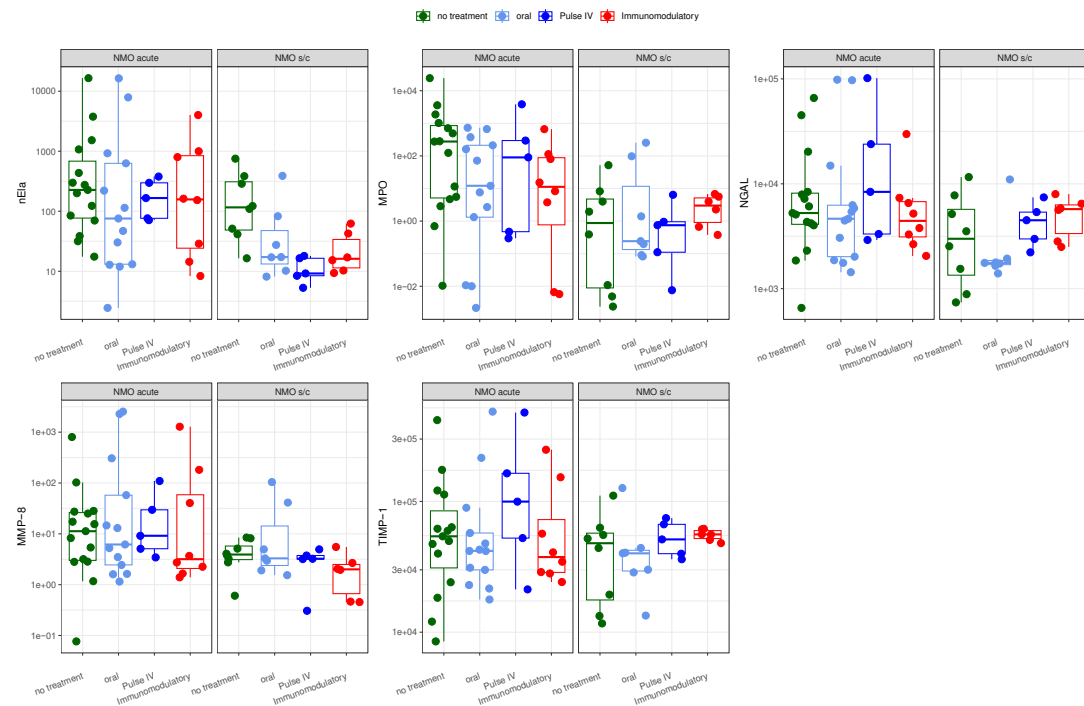 no treatment oral Pulse IV Immunomodulatory
NMO acute NMO s/c
nEla
10000
1000
100
10
no treatment oral Pulse IV Immunomodulatory no treatment oral Pulse IV Immunomodulatory
NMO acute NMO s/c
MPO
1e+04
1e+02
1e+00
1e−02
no treatment oral Pulse IV Immunomodulatory no treatment oral Pulse IV Immunomodulatory
NMO acute NMO s/c
NGAL
1e+05
1e+04
1e+03
no treatment oral Pulse IV Immunomodulatory no treatment oral Pulse IV Immunomodulatory
NMO acute NMO s/c
MMP−8
1e+03
1e+02
1e+01
1e+00
1e−01
no treatment oral Pulse IV Immunomodulatory no treatment oral Pulse IV Immunomodulatory
NMO acute NMO s/c
TIMP−1
3e+05
1e+05
3e+04
1e+04
no treatment oral Pulse IV Immunomodulatory no treatment oral Pulse IV Immunomodulatory